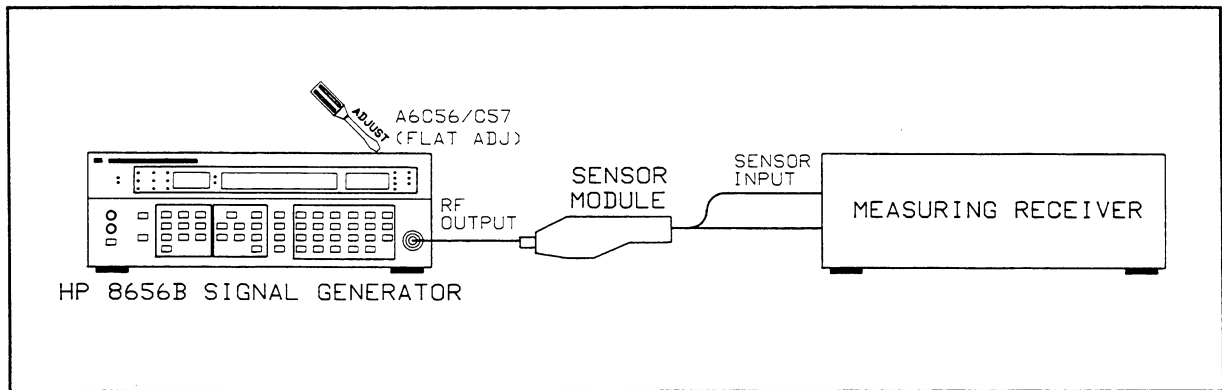 ADJUST
A6C56/C57
(FLAT ADJ)
RF
OUTPUT
SENSOR
MODULE
SENSOR
INPUT
MEASURING RECEIVER
HP 8656B SIGNAL GENERATOR